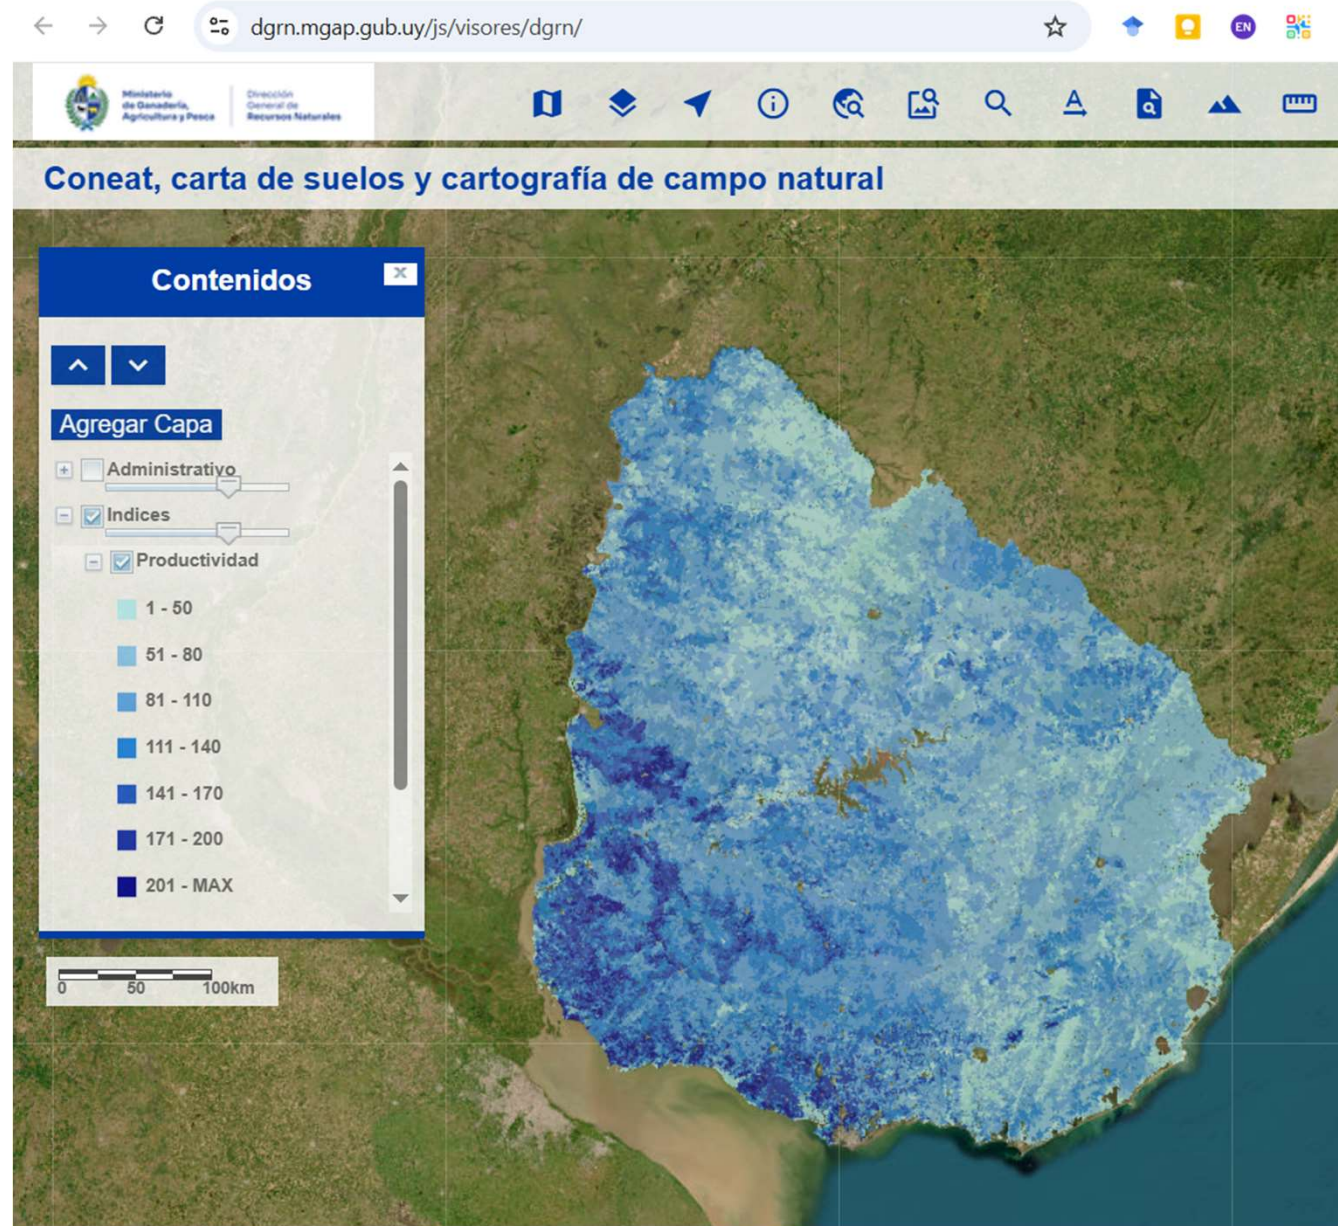 dgrn.mgap.gub.uy/js/visores/dgrn/
EN
Ministerio
de Ganadería,
Agricultura y Pesca
Dirección
General de
Recursos Naturales
Coneat, carta de suelos y cartografía de campo natural
Contenidos
Agregar Capa
Administrativo
Indices
Productividad
1 - 50
51 - 80
81 - 110
111 - 140
141 - 170
171 - 200
201 - MAX
0 50 100km